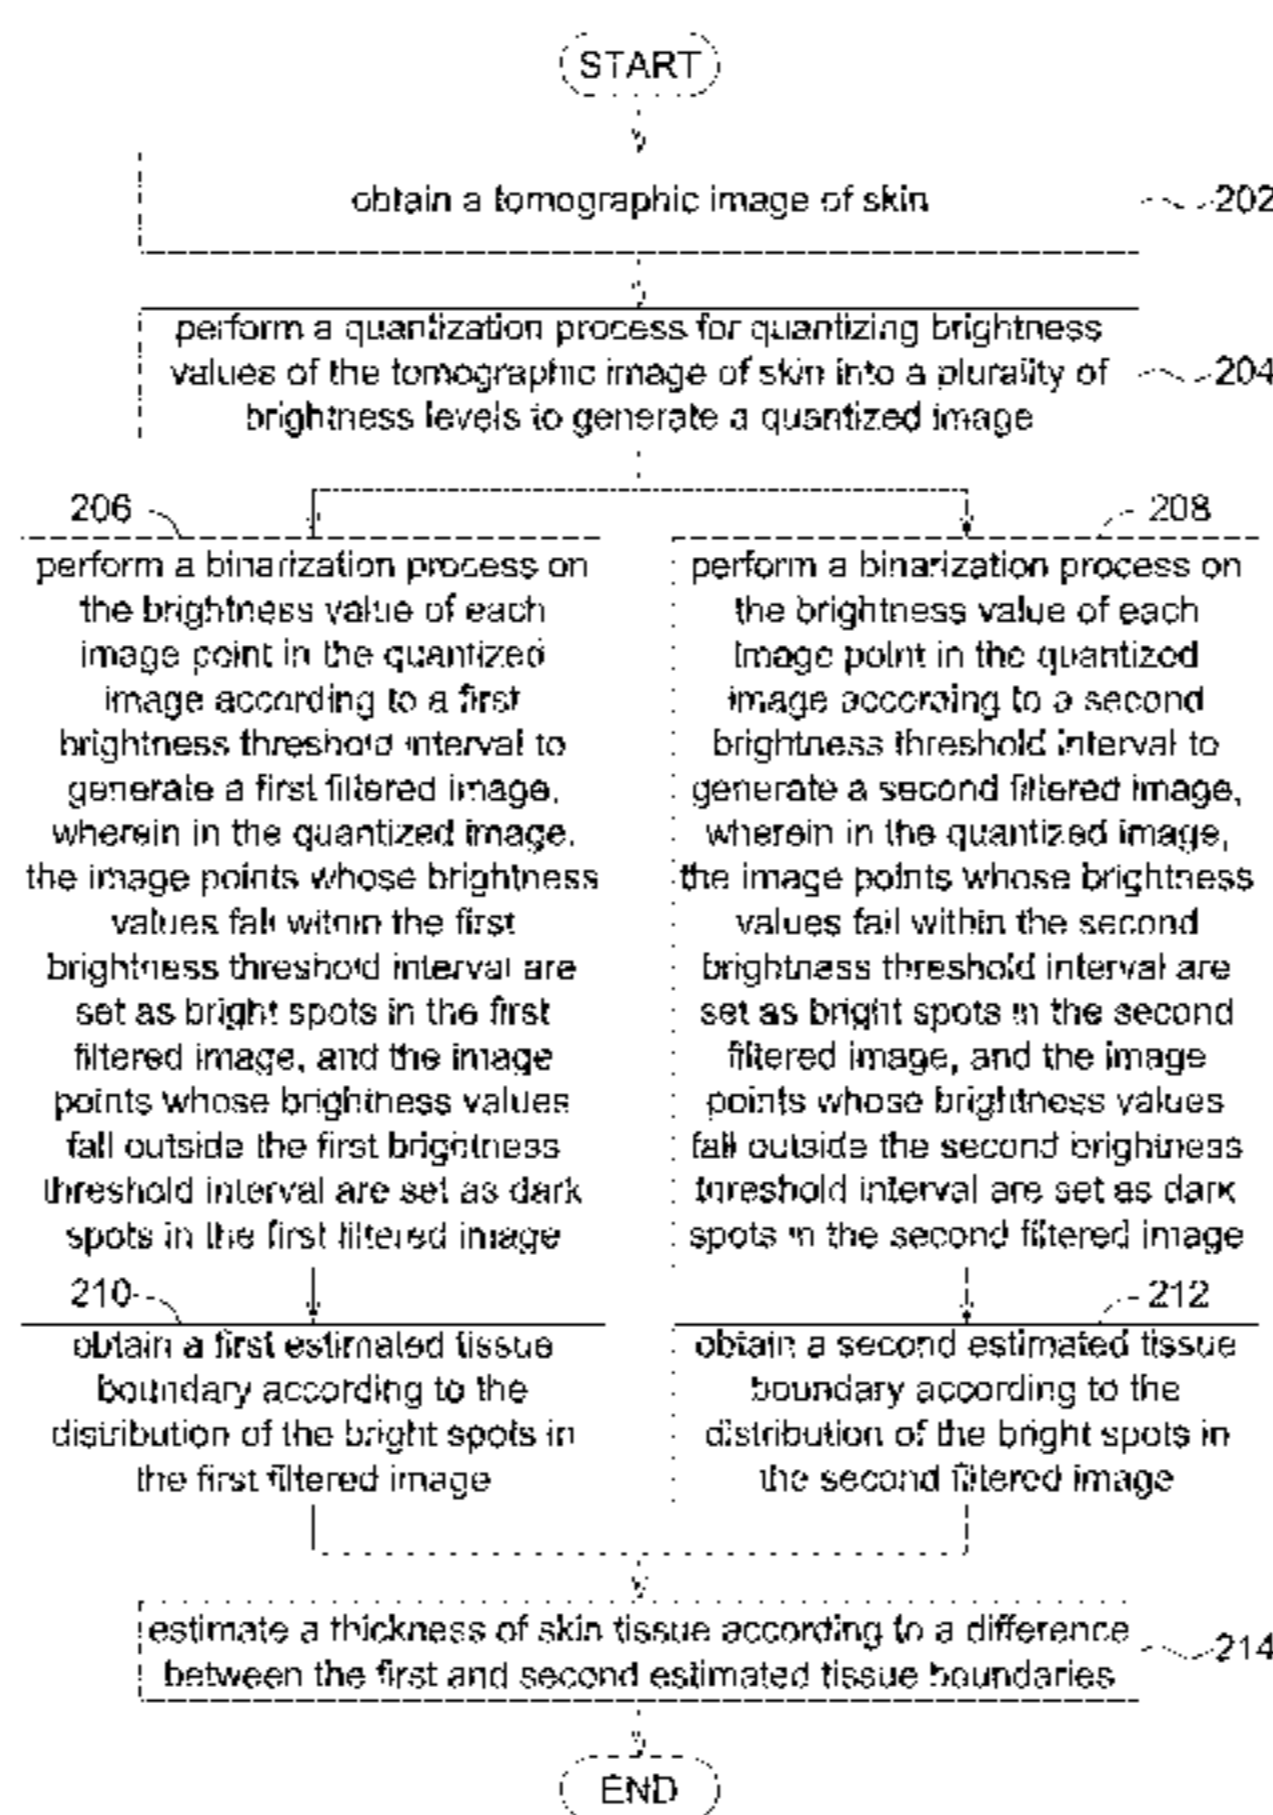 START
obtain a tomographic image of skin
202
perform a quantization process for quantizing brightness
values of the tomographic image of skin into a plurality of
brightness levels to generate a quantized image
204
206
perform a binarization process on
the brightness value of each
image point in the quantized
image according to a first
brightness threshold interval to
generate a first filtered image,
wherein in the quantized image,
the image points whose brightness
values fall within the first
brightness threshold interval are
set as bright spots in the first
filtered image, and the image
points whose brightness values
fall outside the first brightness
threshold interval are set as dark
spots in the first filtered image
208
perform a binarization process on
the brightness value of each
image point in the quantized
image according to a second
brightness threshold interval to
generate a second filtered image,
wherein in the quantized image,
the image points whose brightness
values fall within the second
brightness threshold interval are
set as bright spots in the second
filtered image, and the image
points whose brightness values
fall outside the second brightness
threshold interval are set as dark
spots in the second filtered image
210
obtain a first estimated tissue
boundary according to the
distribution of the bright spots in
the first filtered image
212
obtain a second estimated tissue
boundary according to the
distribution of the bright spots in
the second filtered image
estimate a thickness of skin tissue according to a difference
between the first and second estimated tissue boundaries
214
END